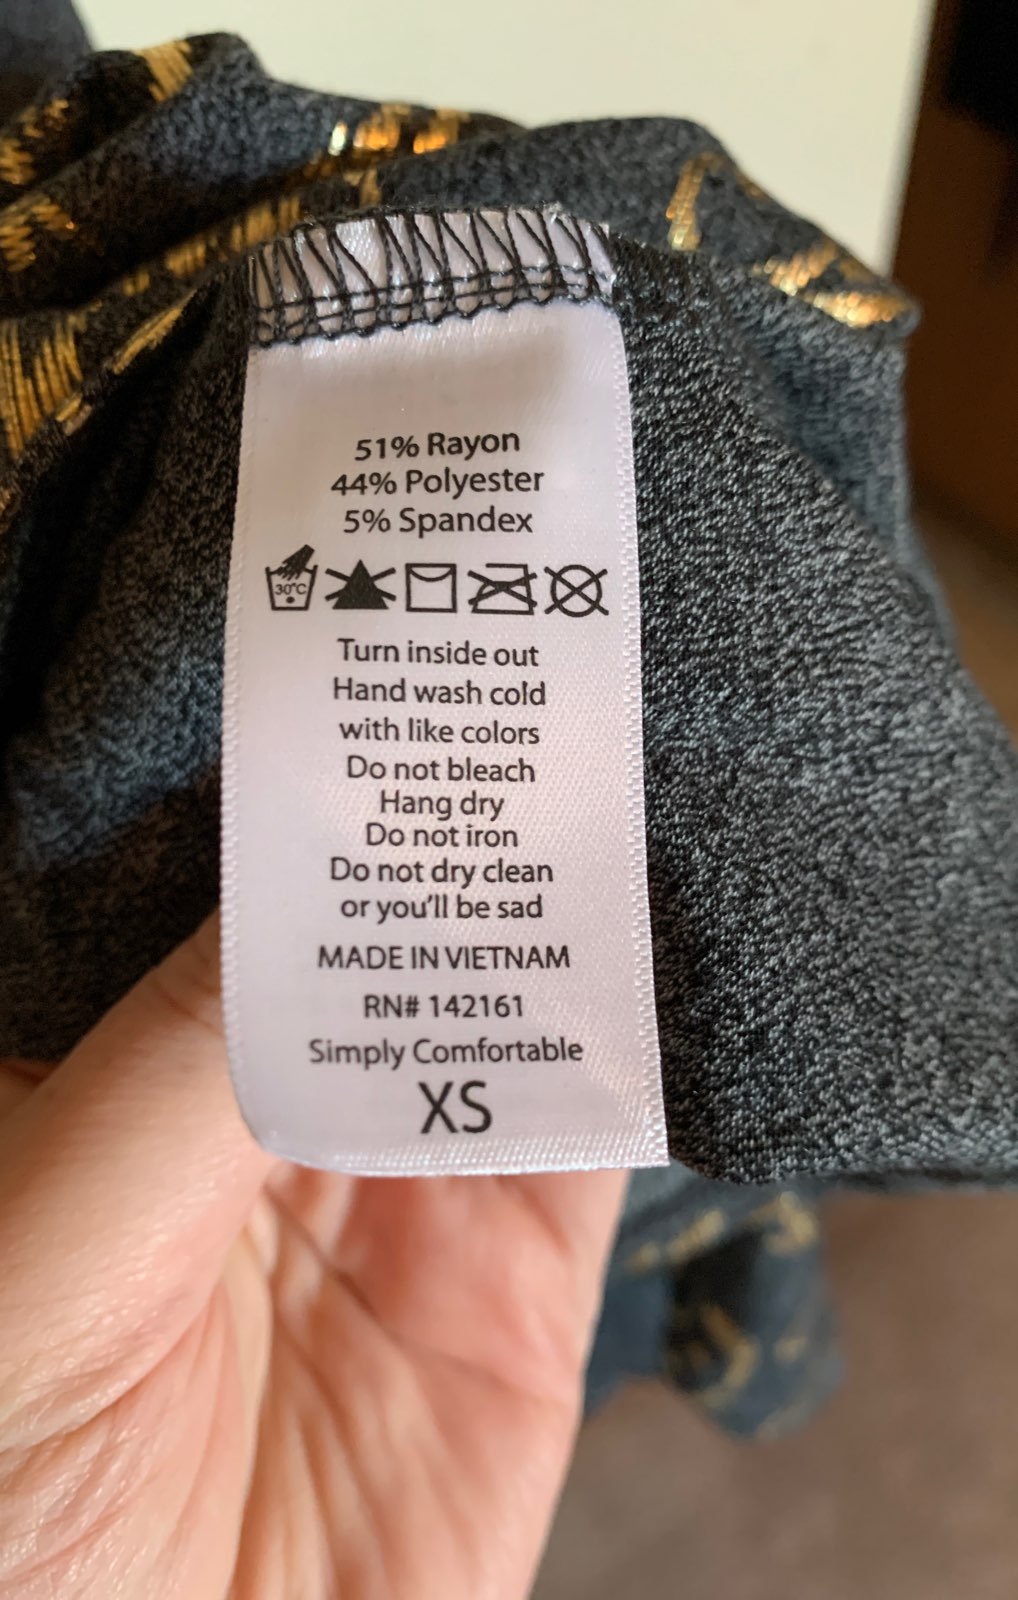 51% Rayon
44% Polyester
5% Spandex
30°C
Turn inside out
Hand wash cold
with like colors
Do not bleach
Hang dry
Do not iron
Do not dry clean
or you'll be sad
MADE IN VIETNAM
RN# 142161
Simply Comfortable
XS